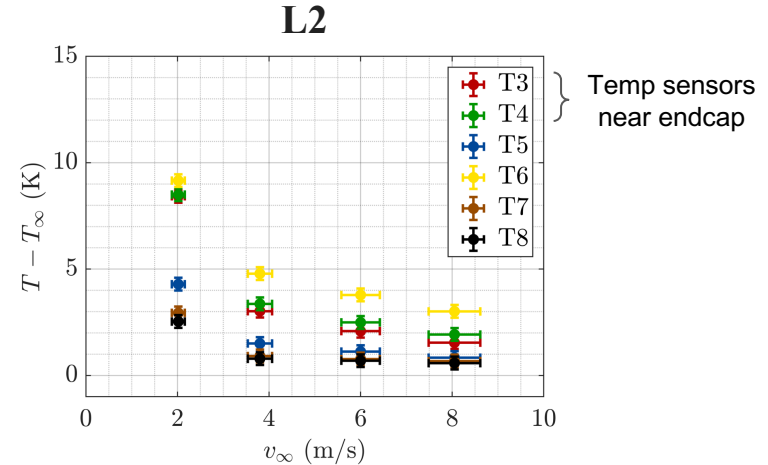 L2
15
10
5
0
T − T∞ (K)
0 2 4 6 8 10
v∞ (m/s)
T3
T4
T5
T6
T7
T8
Temp sensors
near endcap